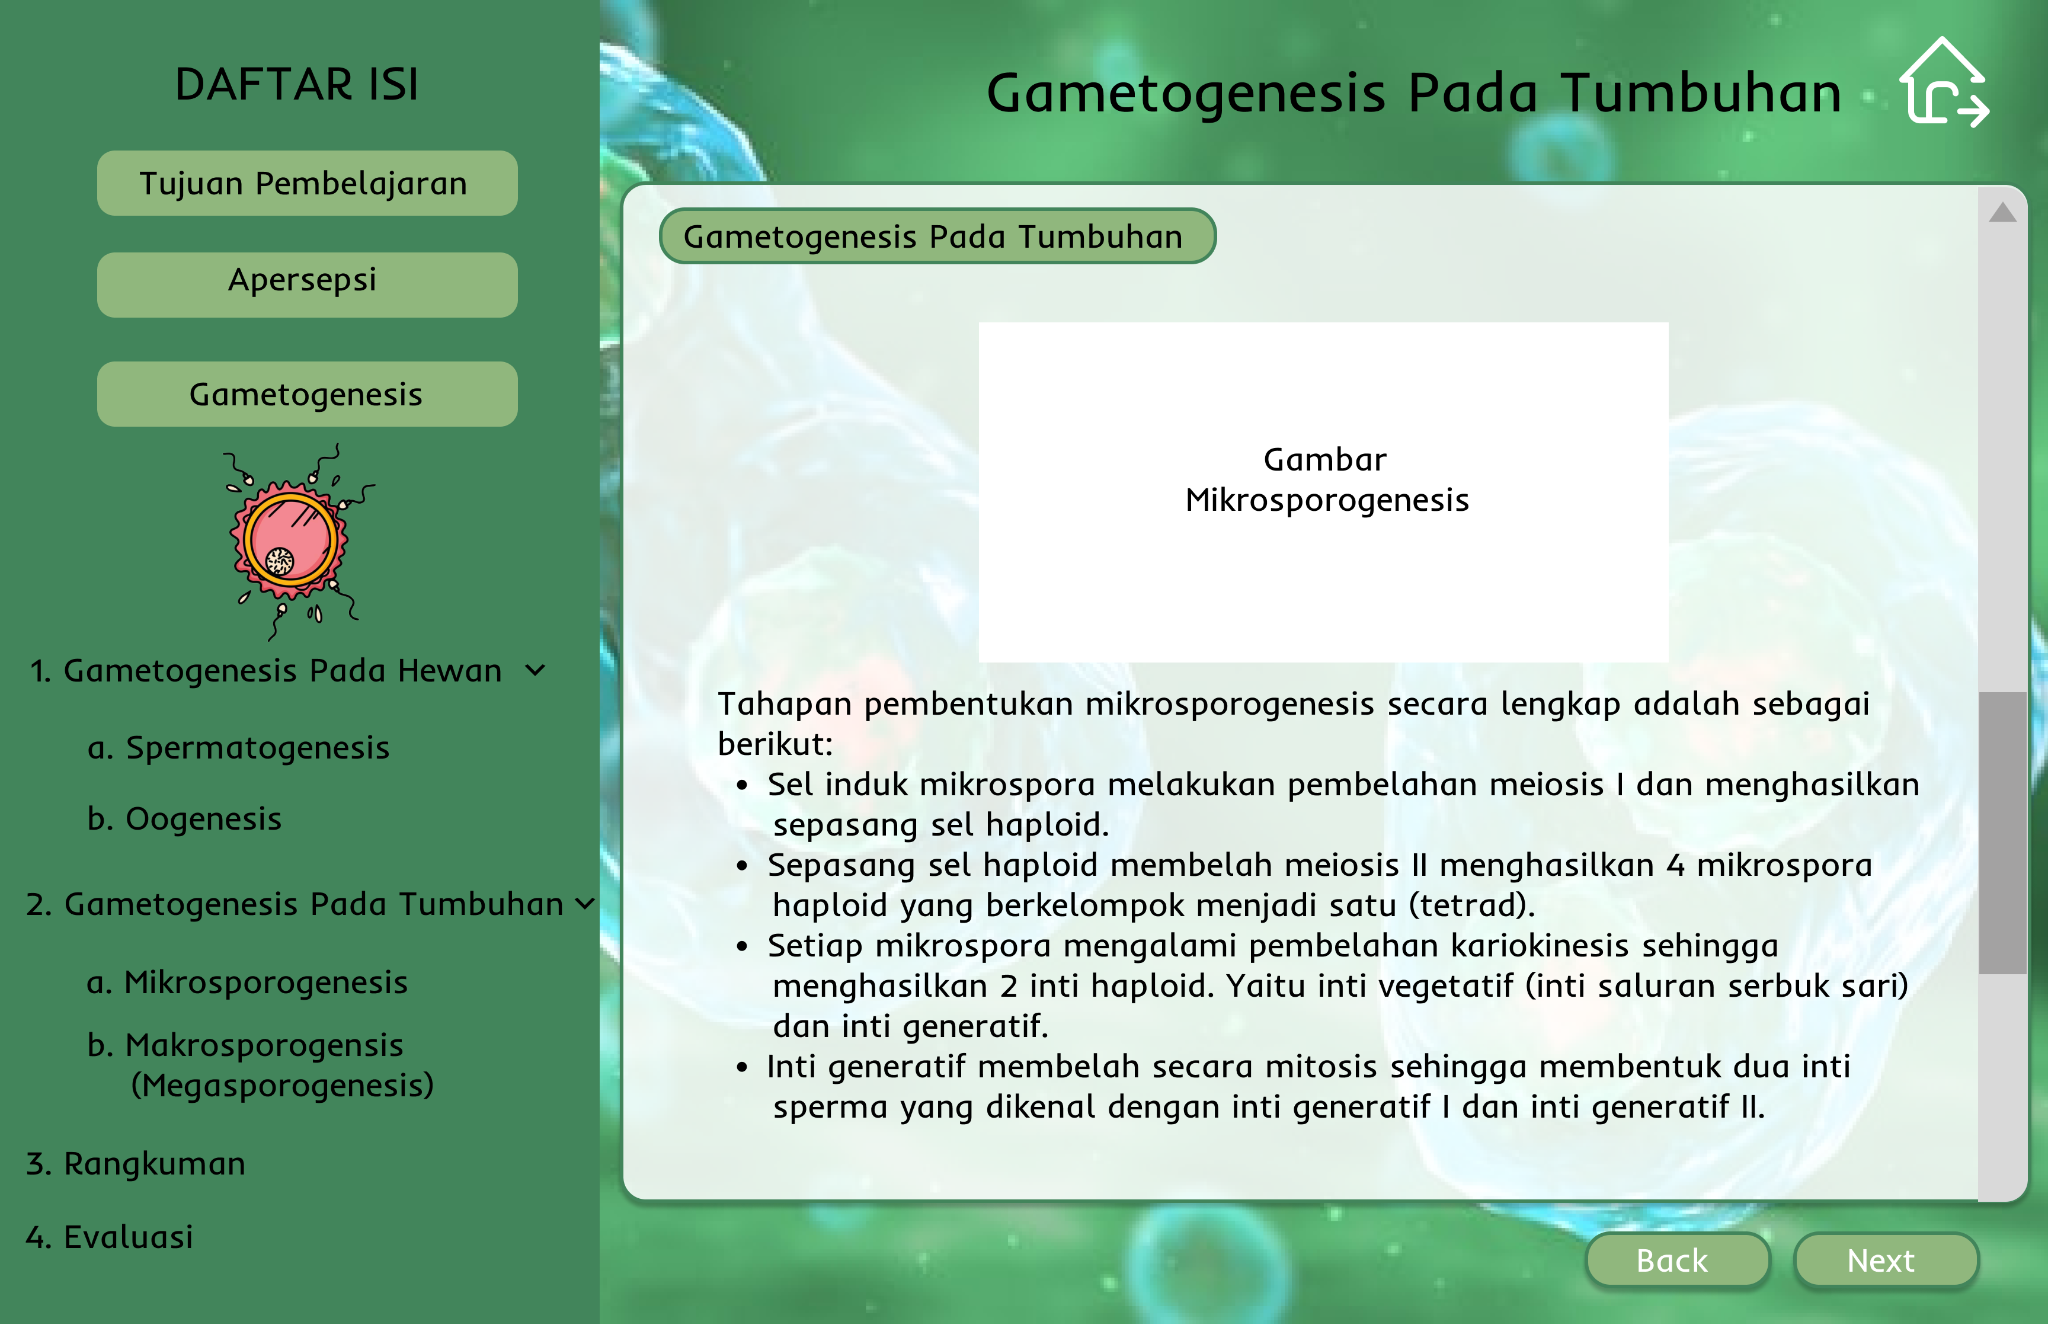 DAFTAR ISI
Tujuan Pembelajaran
Apersepsi
Gametogenesis
1. Gametogenesis Pada Hewan
a. Spermatogenesis
b. Oogenesis
2. Gametogenesis Pada Tumbuhan
a. Mikrosporogenesis
b. Makrosporogensis
(Megasporogenesis)
3. Rangkuman
4. Evaluasi
Gametogenesis Pada Tumbuhan
Gametogenesis Pada Tumbuhan
Gambar
Mikrosporogenesis
Tahapan pembentukan mikrosporogenesis secara lengkap adalah sebagai
berikut:
• Sel induk mikrospora melakukan pembelahan meiosis I dan menghasilkan
sepasang sel haploid.
• Sepasang sel haploid membelah meiosis II menghasilkan 4 mikrospora
haploid yang berkelompok menjadi satu (tetrad).
• Setiap mikrospora mengalami pembelahan kariokinesis sehingga
menghasilkan 2 inti haploid. Yaitu inti vegetatif (inti saluran serbuk sari)
dan inti generatif.
• Inti generatif membelah secara mitosis sehingga membentuk dua inti
sperma yang dikenal dengan inti generatif I dan inti generatif II.
Back
Next